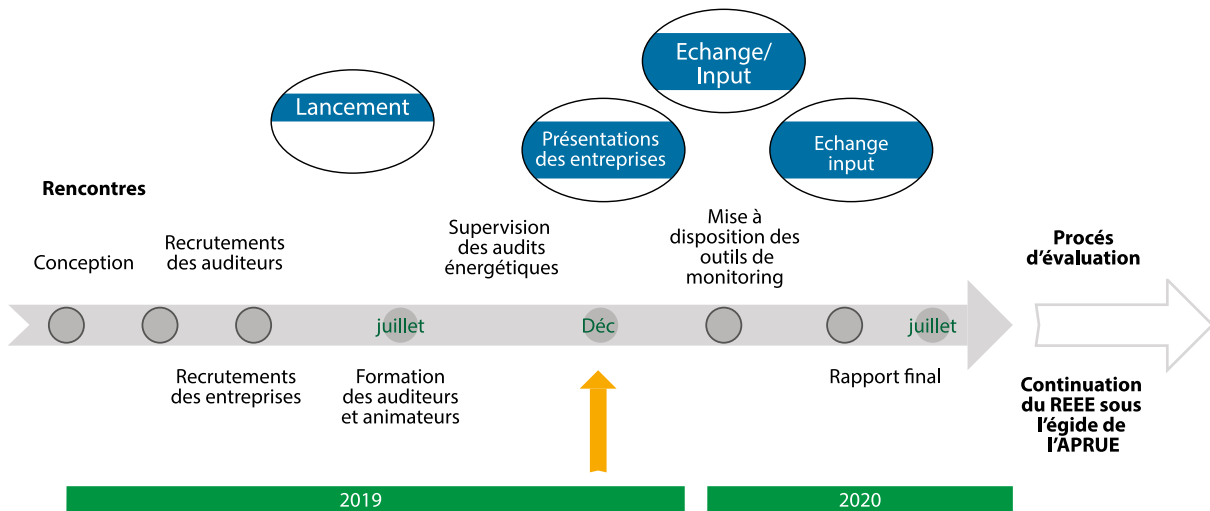 Echange/
Input
Lancement
Présentations
des entreprises
Echange
input
Rencontres
Conception
Recrutements
des auditeurs
Supervision
des audits
énergétiques
Mise à
disposition des
outils de
monitoring
Procés
d’évaluation
juillet
Déc
juillet
Recrutements
des entreprises
Formation
des auditeurs
et animateurs
Rapport final
Continuation
du REEE sous
l’égide de
l’APRUE
2019
2020